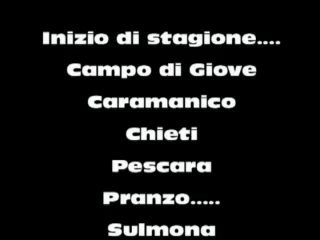 Inizio di stagione....
Campo di Giove
Caramanico
Chieti
Pescara
Pranzo.....
Sulmona